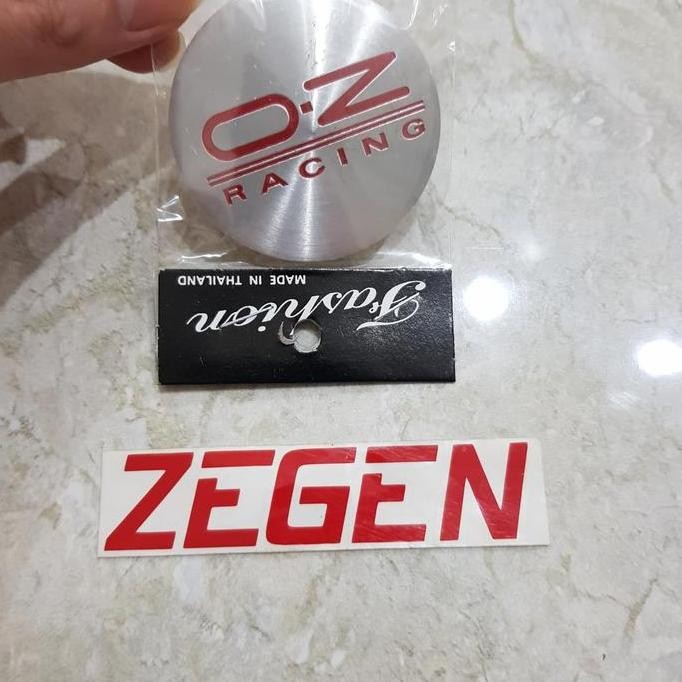 O·Z
RACING
Fashion
MADE IN THAILAND
ZEGEN